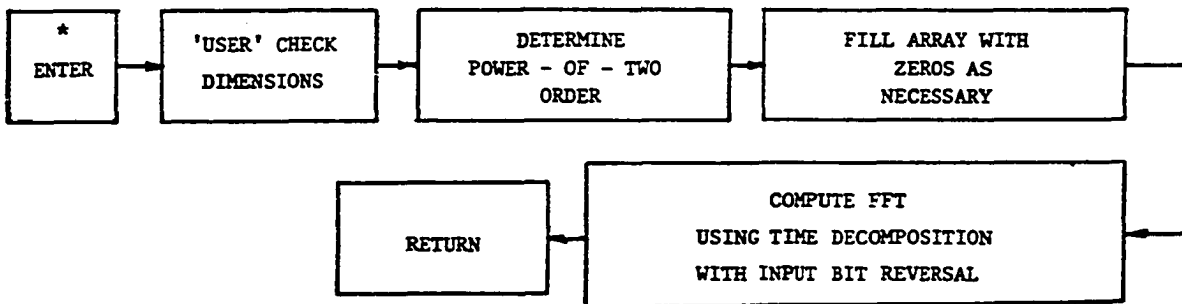 *
ENTER
'USER' CHECK
DIMENSIONS
DETERMINE
POWER - OF - TWO
ORDER
FILL ARRAY WITH
ZEROS AS
NECESSARY
COMPUTE FFT
USING TIME DECOMPOSITION
WITH INPUT BIT REVERSAL
RETURN